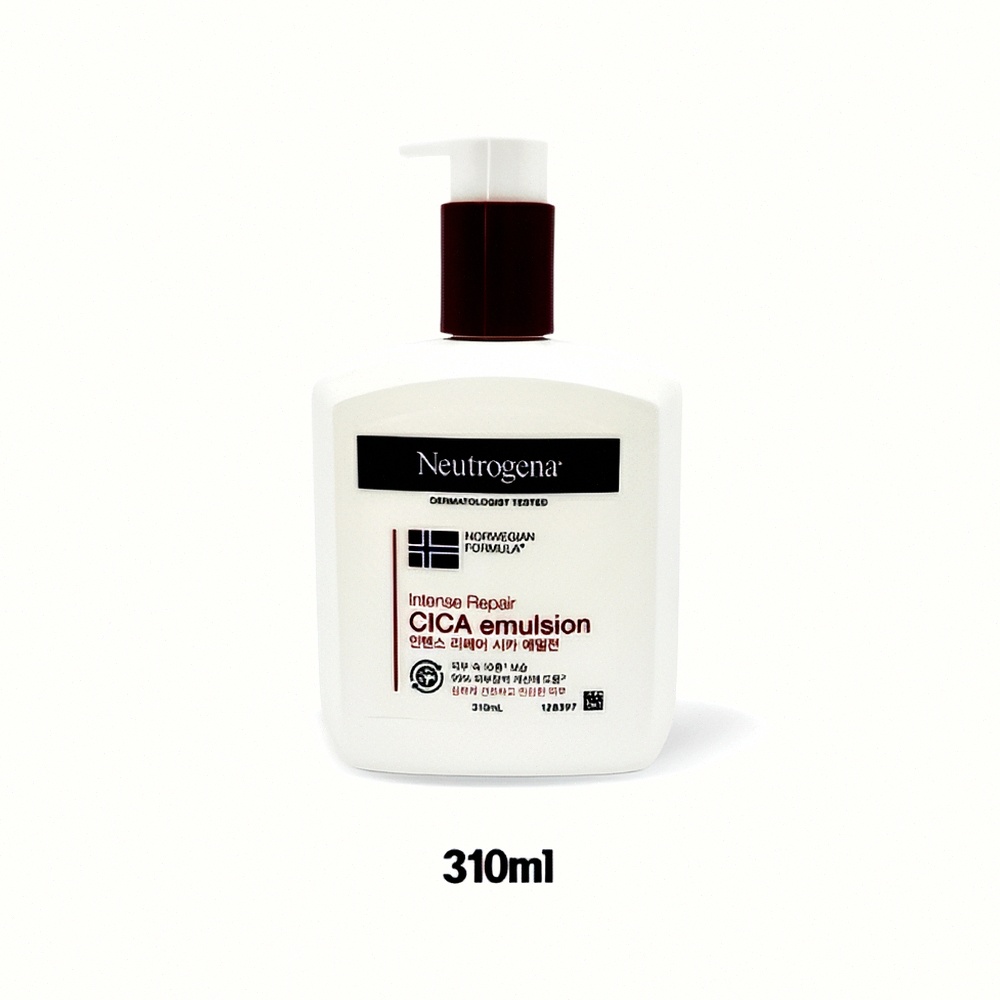 Neutrogena®
DERMATOLOGIST TESTED
NORWEGIAN
FORMULA*
Intense Repair
CICA emulsion
인텐스 리페어 시카 에멀전
310mL 128397
310ml